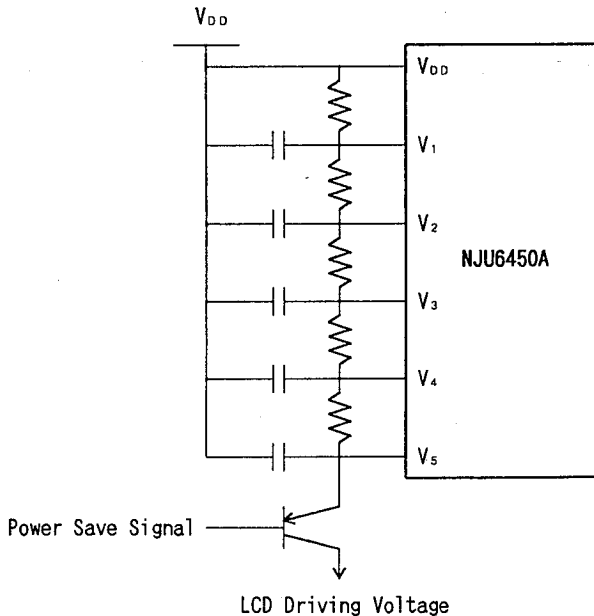 VDD
VDD
V1
V2
NJU6450A
V3
V4
V5
Power Save Signal
LCD Driving Voltage